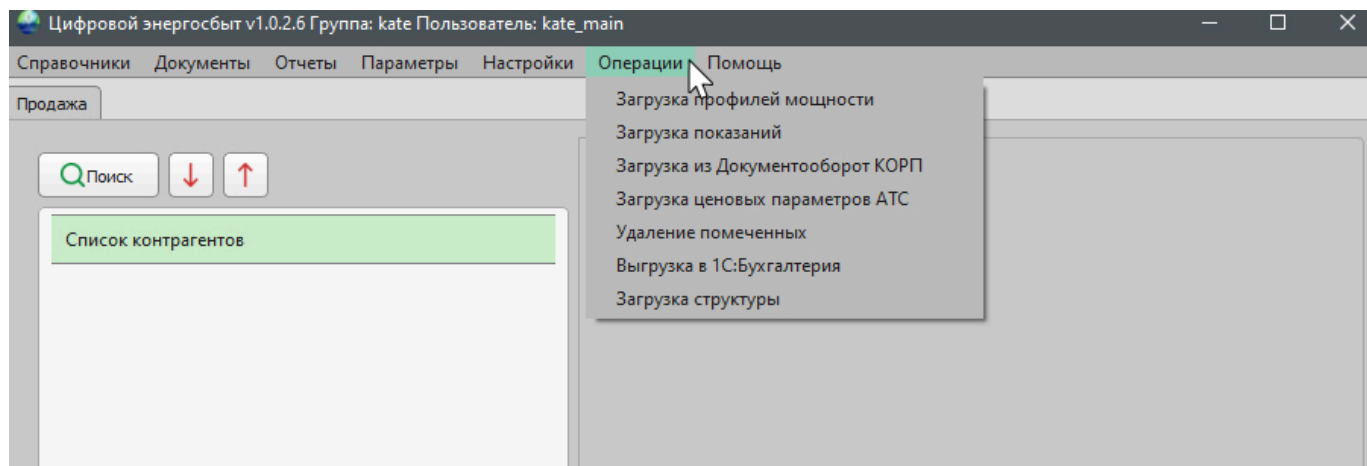 Цифровой энергосбыт v1.0.2.6 Группа: kate Пользователь: kate_main
Справочники Документы Отчеты Параметры Настройки Операции Помощь
Продажа
Загрузка профилей мощности
Загрузка показаний
Загрузка из Документооборот КОРП
Загрузка ценовых параметров АТС
Удаление помеченных
Выгрузка в 1С:Бухгалтерия
Загрузка структуры
Поиск
Список контрагентов